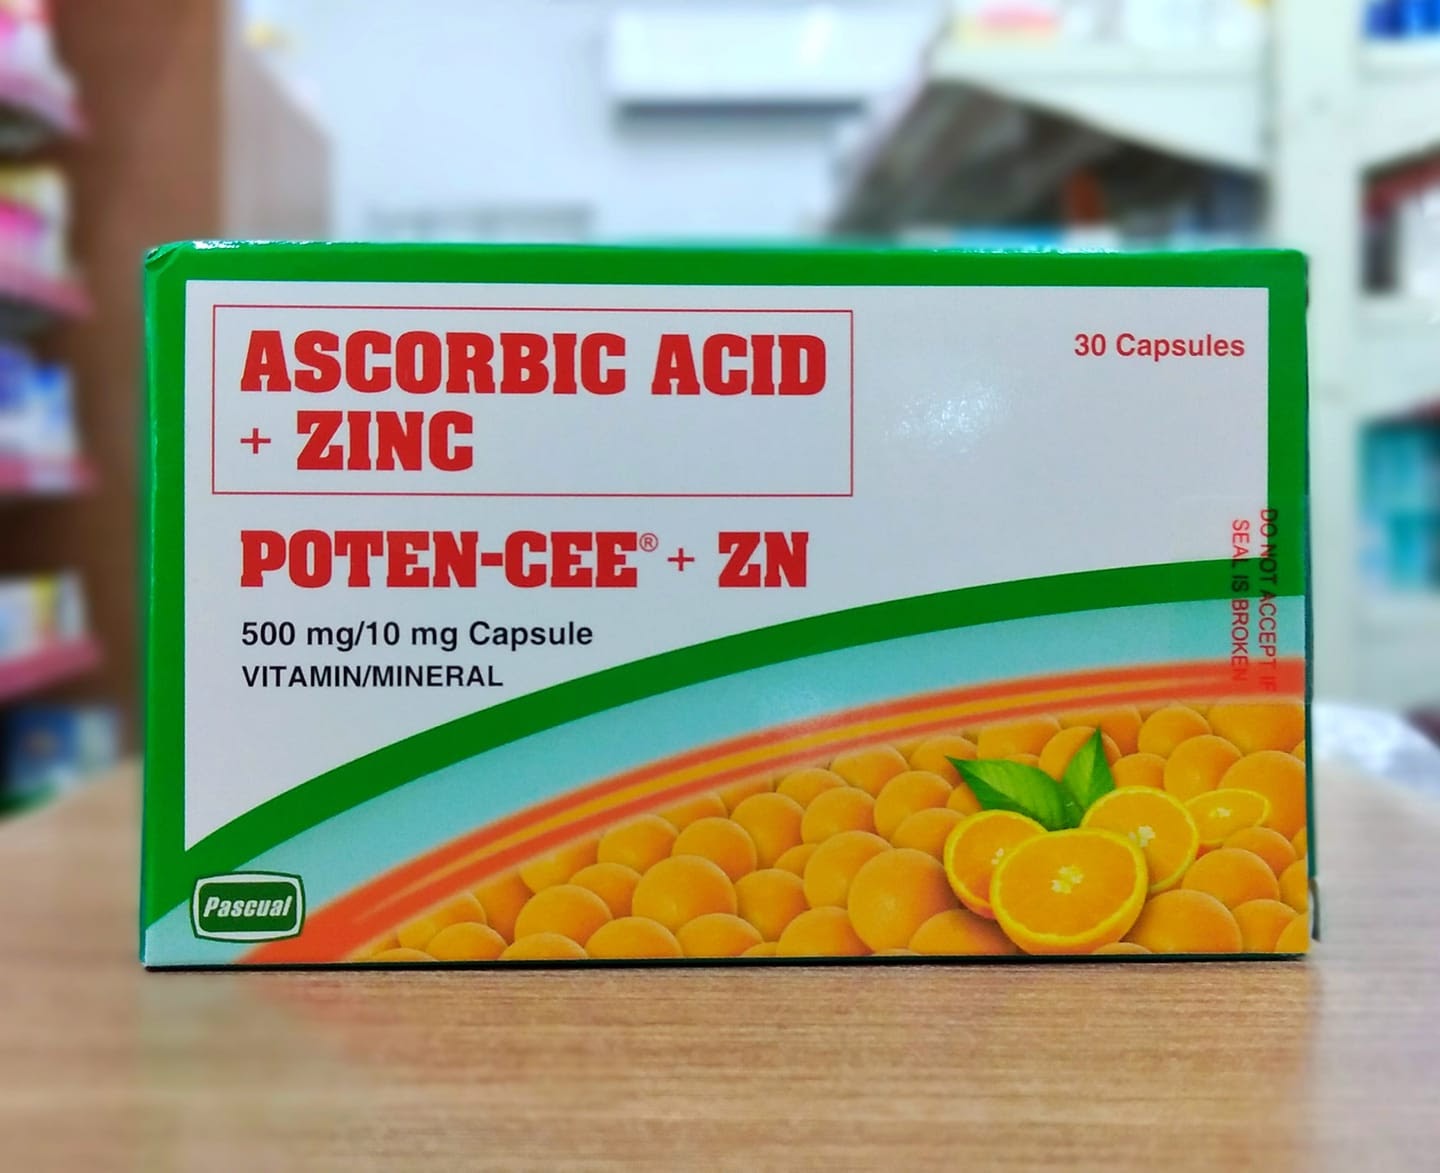 ASCORBIC ACID
+ ZINC
30 Capsules
POTEN-CEE® + ZN
500 mg/10 mg Capsule
VITAMIN/MINERAL
DO NOT ACCEPT IF
SEAL IS BROKEN
Pascual